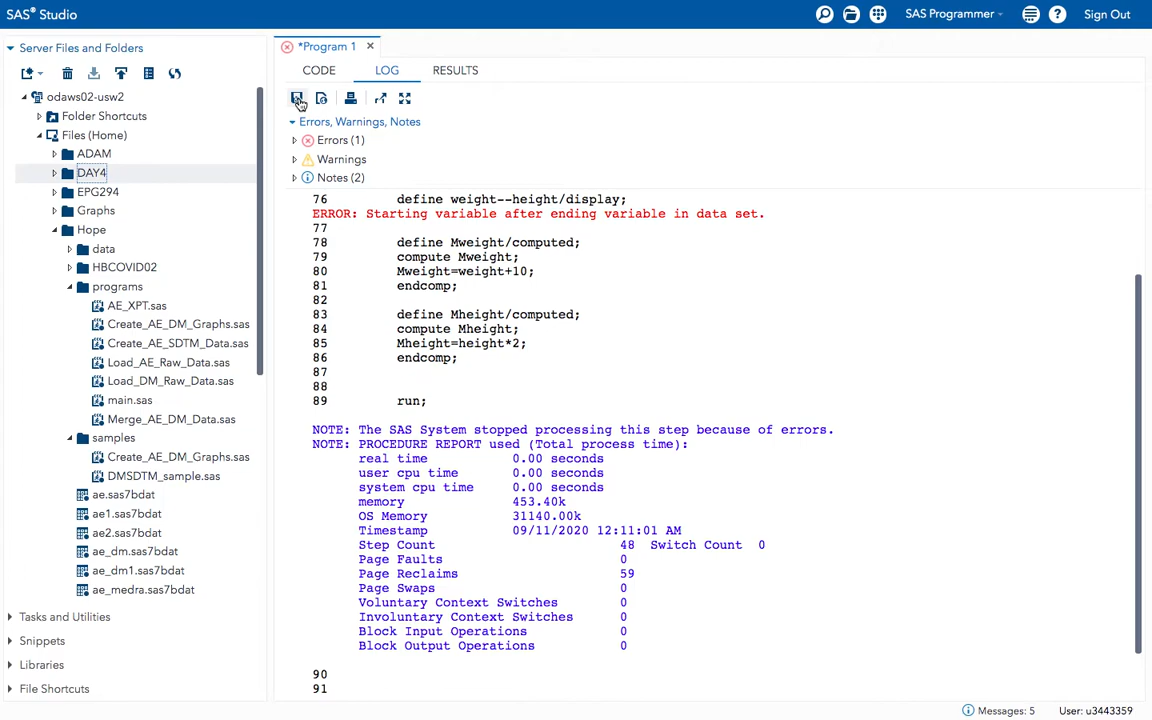 SAS® Studio
SAS Programmer
Sign Out
Server Files and Folders
odaws02-usw2
Folder Shortcuts
Files (Home)
ADAM
DAY4
EPG294
Graphs
Hope
data
HBCOVID02
programs
AE_XPT.sas
Create_AE_DM_Graphs.sas
Create_AE_SDTM_Data.sas
Load_AE_Raw_Data.sas
Load_DM_Raw_Data.sas
main.sas
Merge_AE_DM_Data.sas
samples
Create_AE_DM_Graphs.sas
DMSDTM_sample.sas
ae.sas7bdat
ae1.sas7bdat
ae2.sas7bdat
ae_dm.sas7bdat
ae_dm1.sas7bdat
ae_medra.sas7bdat
Tasks and Utilities
Snippets
Libraries
File Shortcuts
*Program 1
CODE LOG RESULTS
Errors, Warnings, Notes
Errors (1)
Warnings
Notes (2)
76 define weight--height/display;
ERROR: Starting variable after ending variable in data set.
77
78 define Mweight/computed;
79 compute Mweight;
80 Mweight=weight+10;
81 endcomp;
82
83 define Mheight/computed;
84 compute Mheight;
85 Mheight=height*2;
86 endcomp;
87
88
89 run;
NOTE: The SAS System stopped processing this step because of errors.
NOTE: PROCEDURE REPORT used (Total process time):
real time 0.00 seconds
user cpu time 0.00 seconds
system cpu time 0.00 seconds
memory 453.40k
OS Memory 31140.00k
Timestamp 09/11/2020 12:11:01 AM
Step Count 48 Switch Count 0
Page Faults 0
Page Reclaims 59
Page Swaps 0
Voluntary Context Switches 0
Involuntary Context Switches 0
Block Input Operations 0
Block Output Operations 0
90
91
Messages: 5 User: u3443359